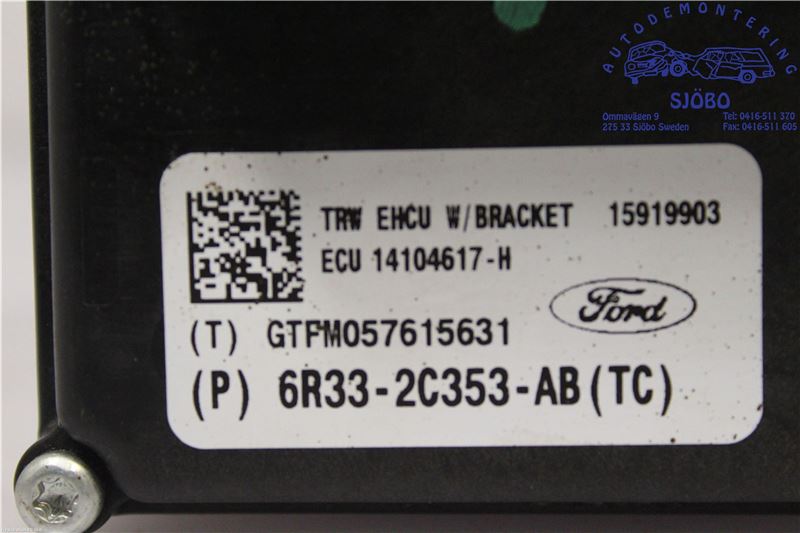 AUTODEMONTERING
SJÖBO
Ommavägen 9 Tel: 0416-511 370
275 33 Sjöbo Sweden Fax: 0416-511 605
TRW EHCU W/BRACKET 15919903
ECU 14104617-H
Ford
(T) GTFM057615631
(P) 6R33-2C353-AB(TC)